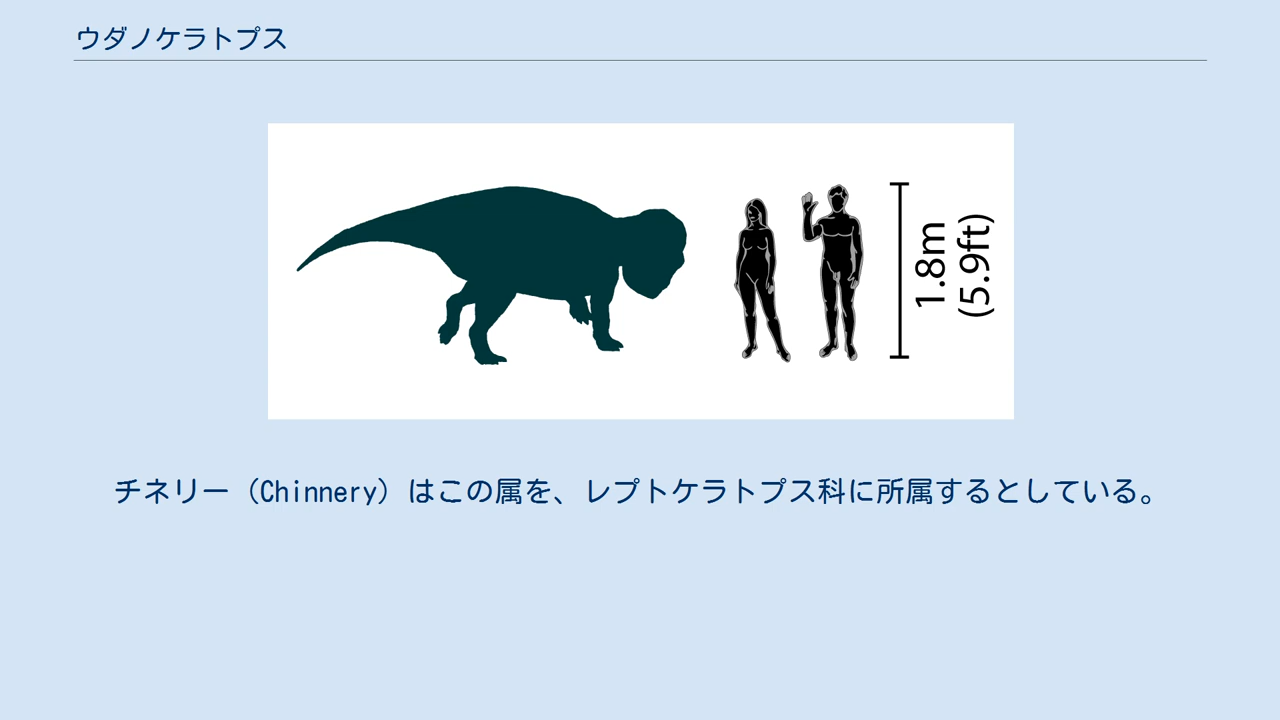 ウダノケラトプス
1.8m
(5.9ft)
チネリー（Chinnery）はこの属を、レプトケラトプス科に所属するとしている。